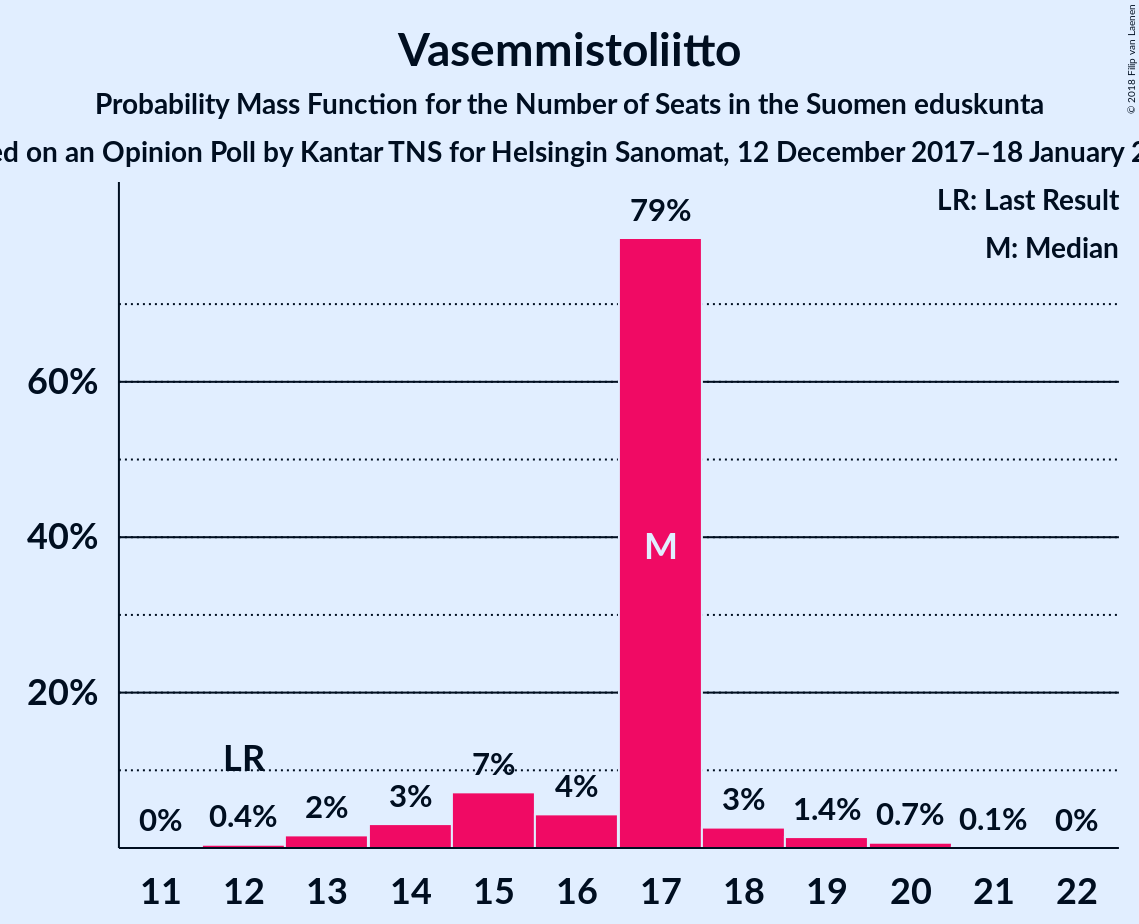 Vasemmistoliitto
Probability Mass Function for the Number of Seats in the Suomen eduskunta
on an Opinion Poll by Kantar TNS for Helsingin Sanomat, 12 December 2017–18 January
© 2018 Filip van Laenen
LR: Last Result
M: Median
79%
60%
40%
M
20%
LR
0%
0.4%
2%
3%
7%
4%
3%
1.4%
0.7%
0.1%
0%
11 12 13 14 15 16 17 18 19 20 21 22